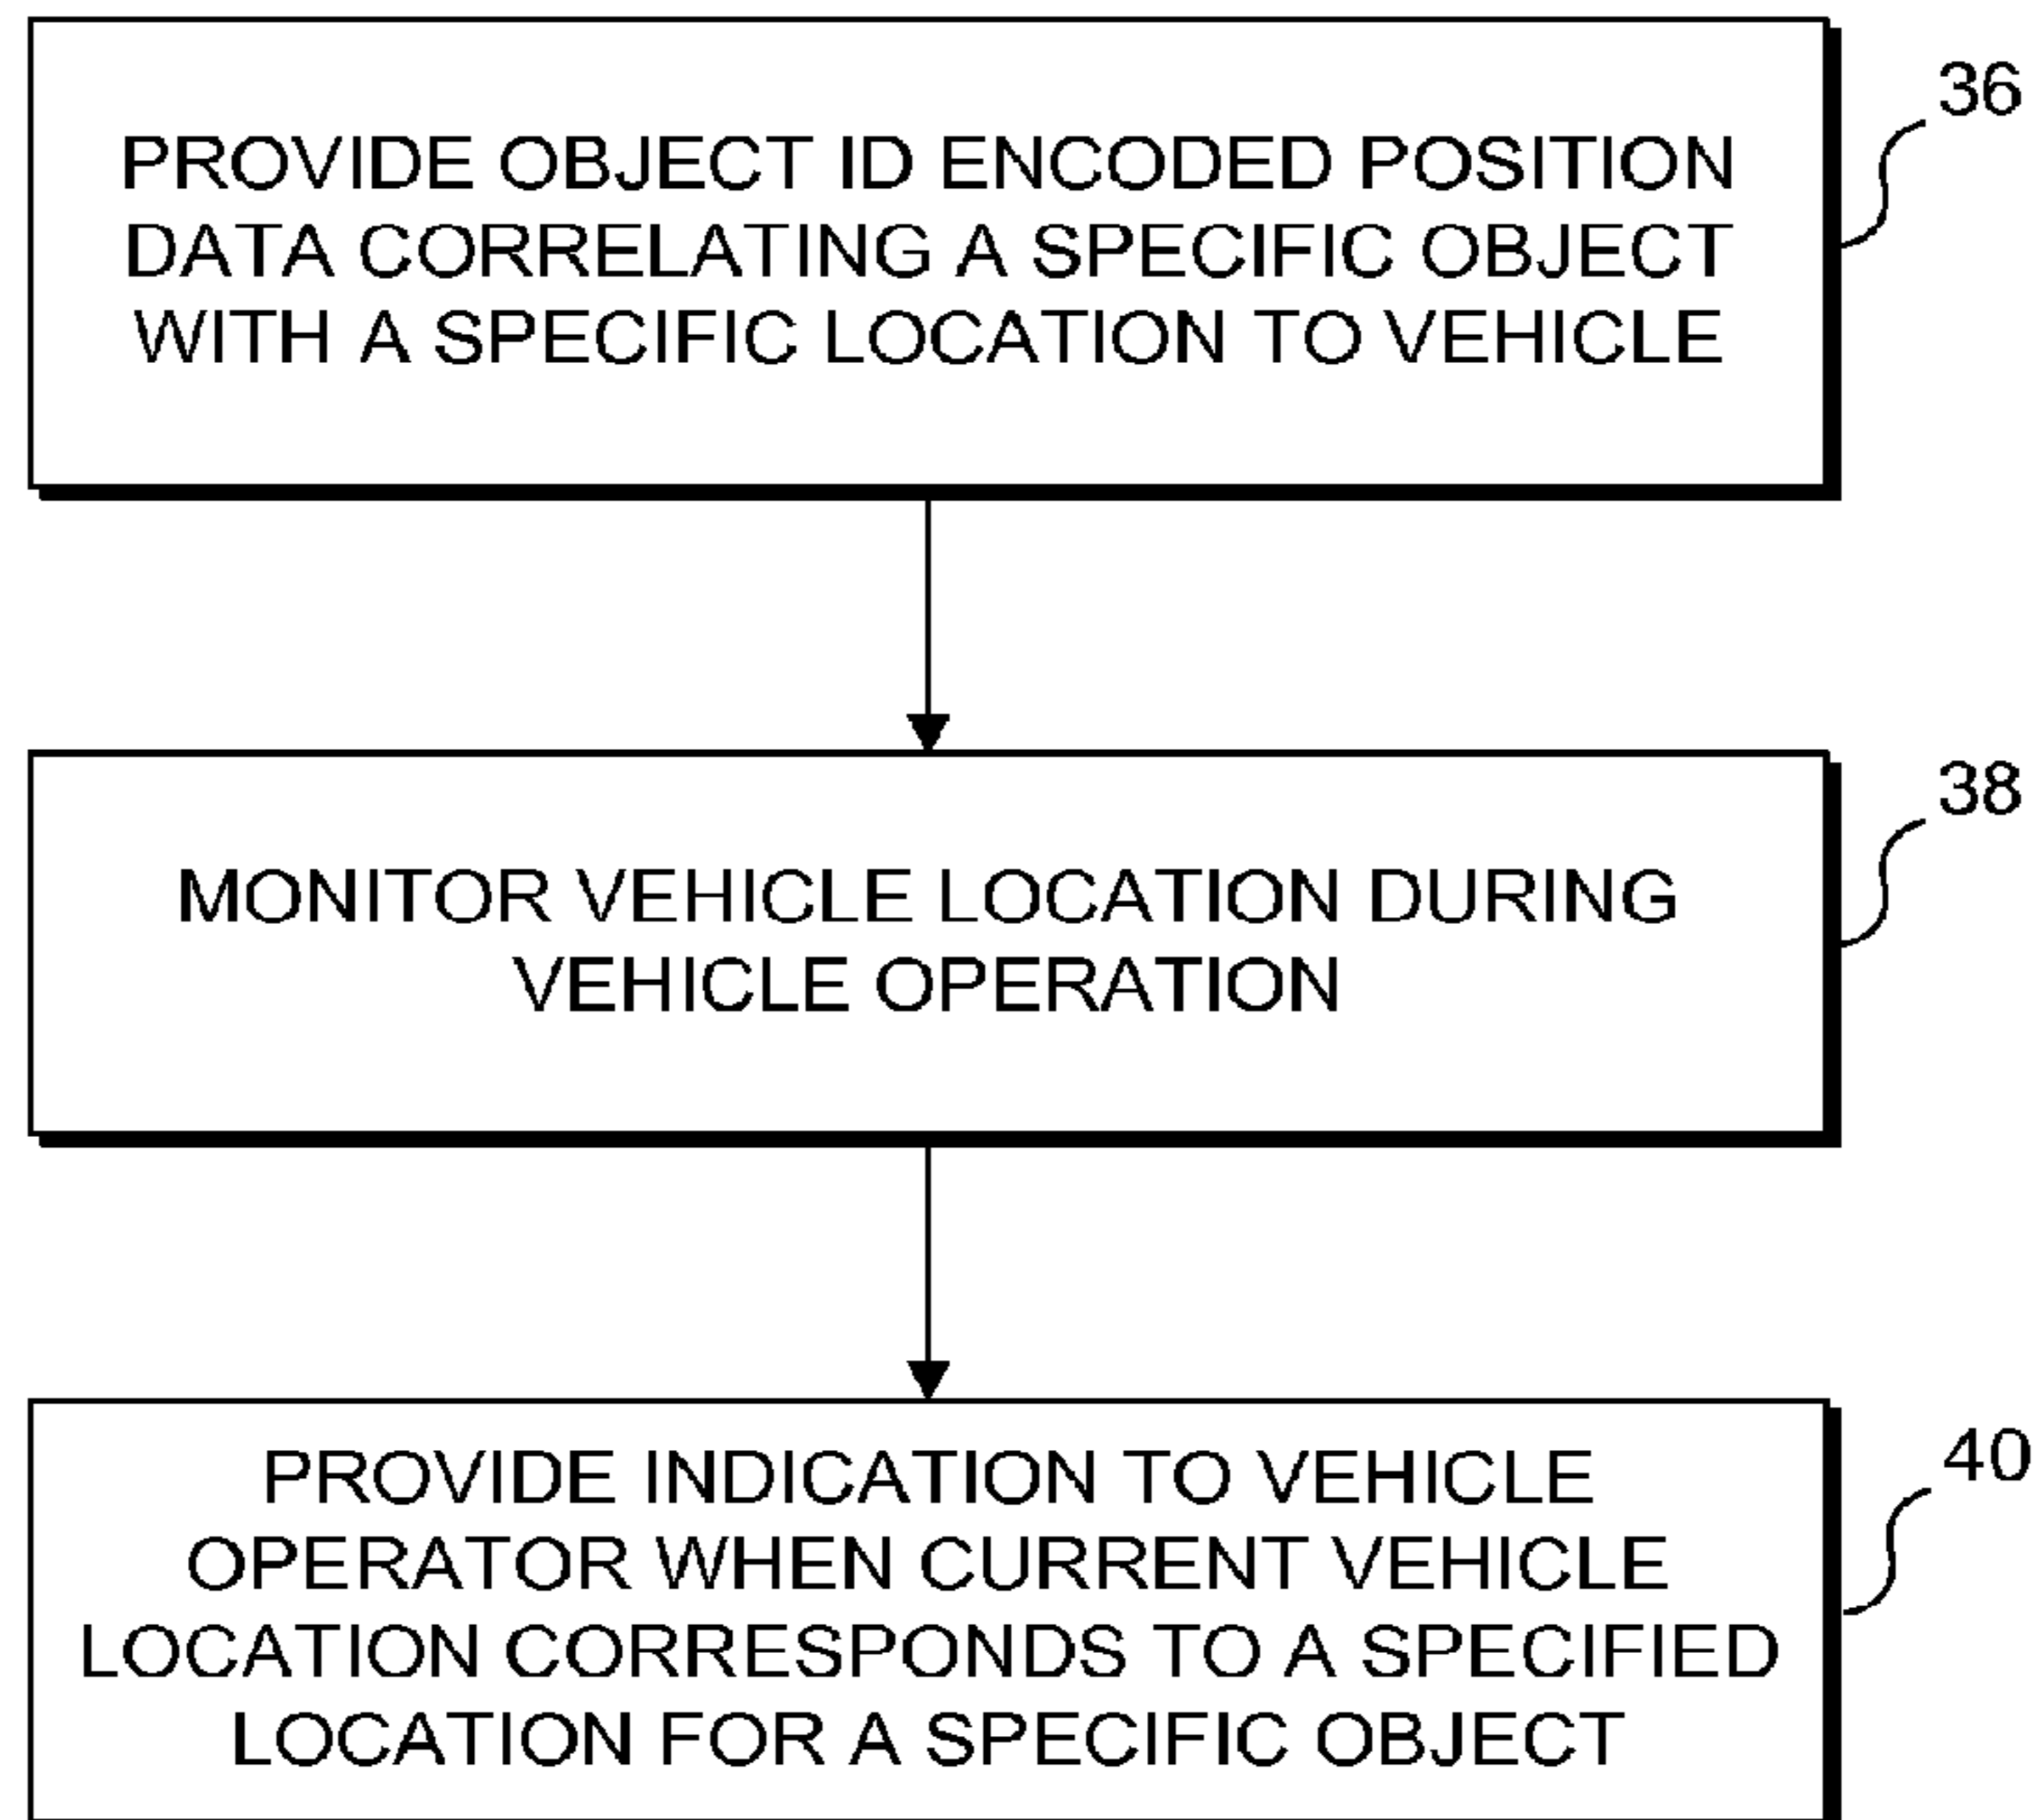 36
PROVIDE OBJECT ID ENCODED POSITION
DATA CORRELATING A SPECIFIC OBJECT
WITH A SPECIFIC LOCATION TO VEHICLE
38
MONITOR VEHICLE LOCATION DURING
VEHICLE OPERATION
40
PROVIDE INDICATION TO VEHICLE
OPERATOR WHEN CURRENT VEHICLE
LOCATION CORRESPONDS TO A SPECIFIED
LOCATION FOR A SPECIFIC OBJECT